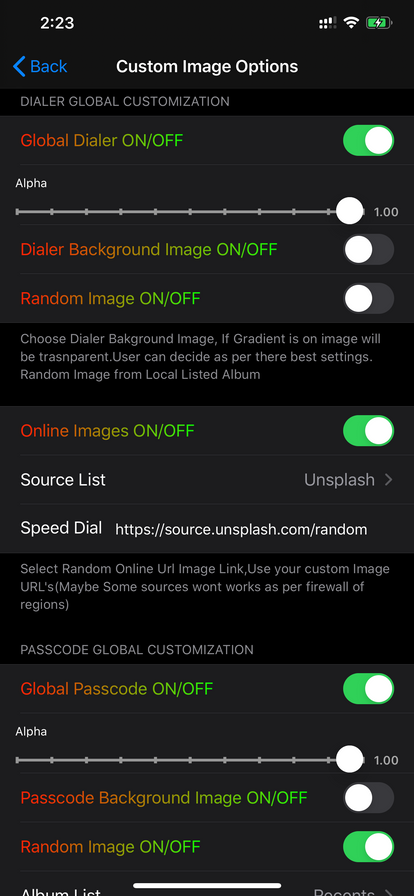 2:23
Back
Custom Image Options
DIALER GLOBAL CUSTOMIZATION
Global Dialer ON/OFF
Alpha
1.00
Dialer Background Image ON/OFF
Random Image ON/OFF
Choose Dialer Bakground Image, If Gradient is on image will
be trasnparent.User can decide as per there best settings.
Random Image from Local Listed Album
Online Images ON/OFF
Source List Unsplash
Speed Dial https://source.unsplash.com/random
Select Random Online Url Image Link,Use your custom Image
URL's(Maybe Some sources wont works as per firewall of
regions)
PASSCODE GLOBAL CUSTOMIZATION
Global Passcode ON/OFF
Alpha
1.00
Passcode Background Image ON/OFF
Random Image ON/OFF
Album List Recents